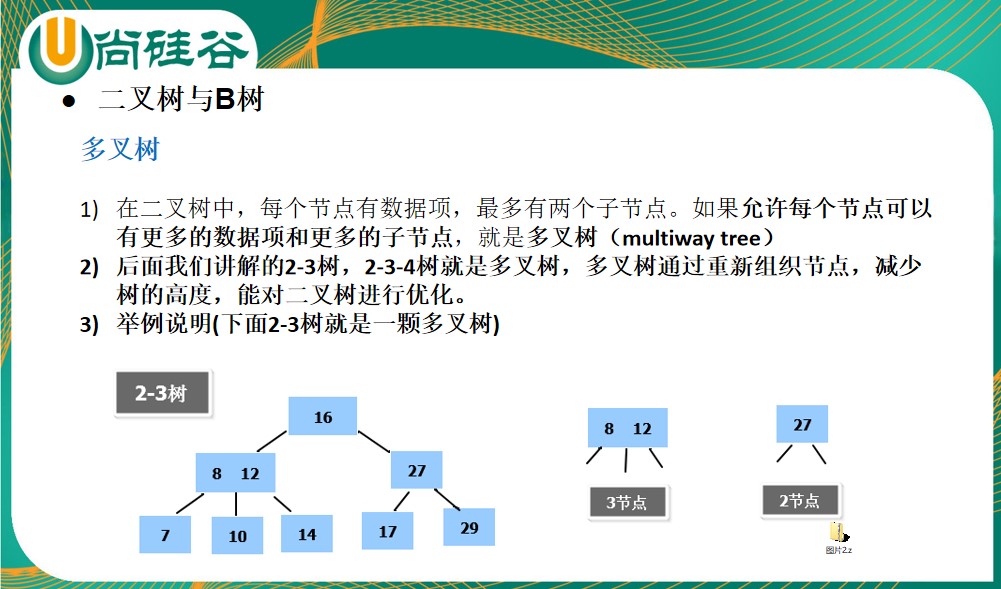 尚硅谷
● 二叉树与B树
多叉树
1) 在二叉树中，每个节点有数据项，最多有两个子节点。如果允许每个节点可以
有更多的数据项和更多的子节点，就是多叉树（multiway tree）
2) 后面我们讲解的2-3树，2-3-4树就是多叉树，多叉树通过重新组织节点，减少
树的高度，能对二叉树进行优化。
3) 举例说明(下面2-3树就是一颗多叉树)
2-3树
16
8 12
27
7
10
14
17
29
8 12
3节点
27
2节点
图片2.z